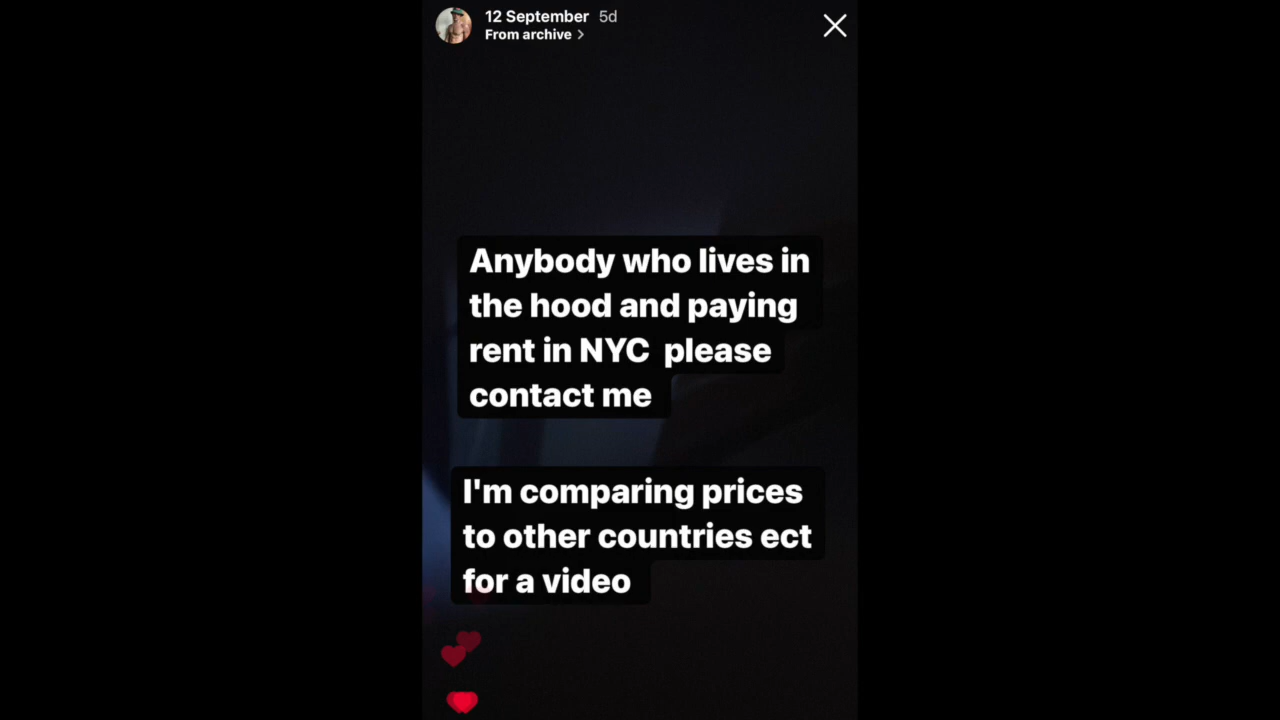 12 September 5d
From archive >
Anybody who lives in
the hood and paying
rent in NYC please
contact me
I'm comparing prices
to other countries ect
for a video